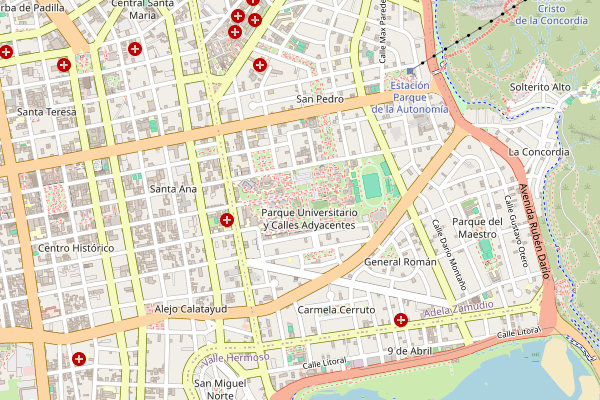 rba de Padilla
Central Santa
María
Calle Max Parede
Cristo
de la Concordia
Estación
Parque
de la Autonomía
Solterito Alto
San Pedro
Santa Teresa
La Concordia
Santa Ana
Avenida Rubén Darío
Calle Gustavo Otero
Parque Universitario
y Calles Adyacentes
Parque del
Maestro
Calle Darío Montaño
Centro Histórico
General Román
Alejo Calatayud
Carmela Cerruto
Adela Zamudio
Calle Litoral
Valle Hermoso
Calle Litoral
9 de Abril
San Miguel
Norte